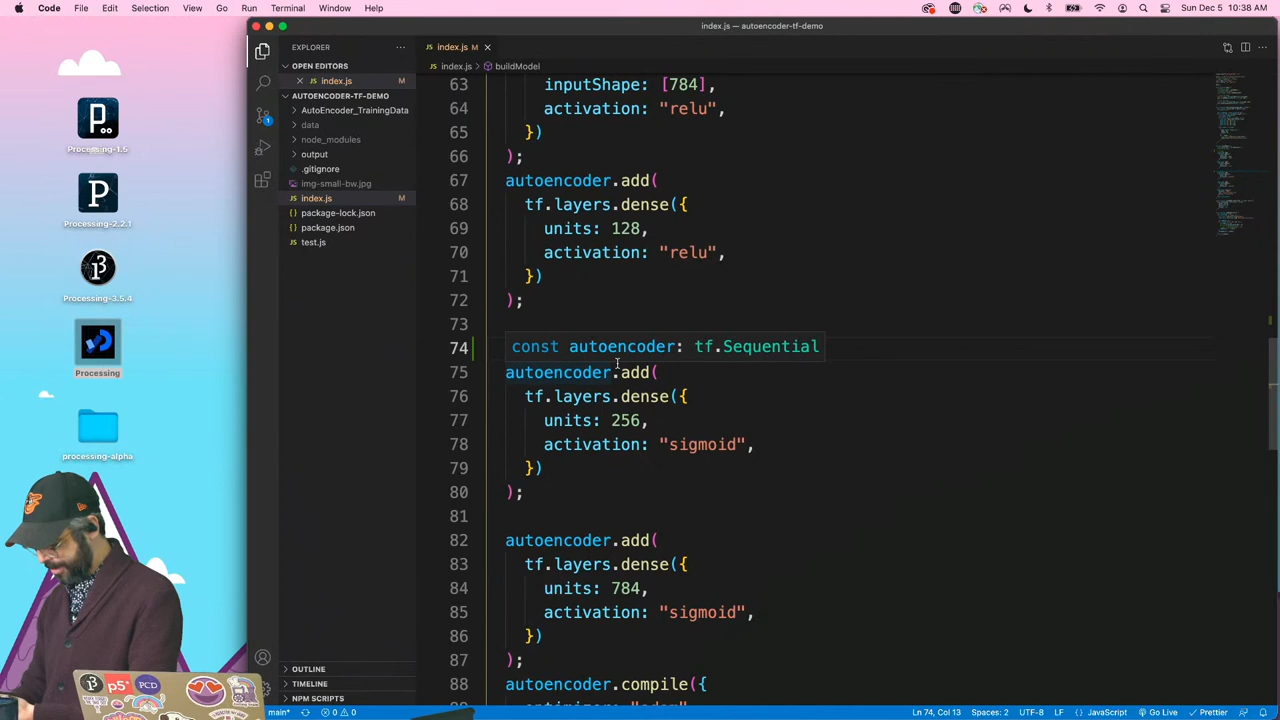 Code File Edit Selection View Go Run Terminal Window Help
Sun Dec 5 10:38 AM
index.js — autoencoder-tf-demo
EXPLORER
JS index.js M
JS index.js > buildModel
OPEN EDITORS
JS index.js M
AUTOENCODER-TF-DEMO
AutoEncoder_TrainingData
data
node_modules
output
.gitignore
img-small-bw.jpg
JS index.js M
package-lock.json
package.json
JS test.js
OUTLINE
TIMELINE
NPM SCRIPTS
Processing-1.5
Processing-2.2.1
Processing-3.5.4
Processing
processing-alpha
63 inputShape: [784],
64 activation: "relu",
65 })
66 );
67 autoencoder.add(
68 tf.layers.dense({
69 units: 128,
70 activation: "relu",
71 })
72 );
73
74 const autoencoder: tf.Sequential
75 autoencoder.add(
76 tf.layers.dense({
77 units: 256,
78 activation: "sigmoid",
79 })
80 );
81
82 autoencoder.add(
83 tf.layers.dense({
84 units: 784,
85 activation: "sigmoid",
86 })
87 );
88 autoencoder.compile({
main* 0 0
Ln 74, Col 13 Spaces: 2 UTF-8 LF {} JavaScript Go Live Prettier
p5*
PCD